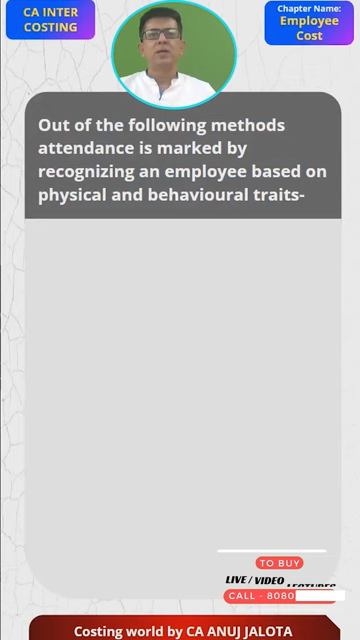 CA INTER
COSTING
Chapter Name:
Employee
Cost
Out of the following methods
attendance is marked by
recognizing an employee based on
physical and behavioural traits-
TO BUY
LIVE / VIDEO LECTURES
CALL - 8080
Costing world by CA ANUJ JALOTA